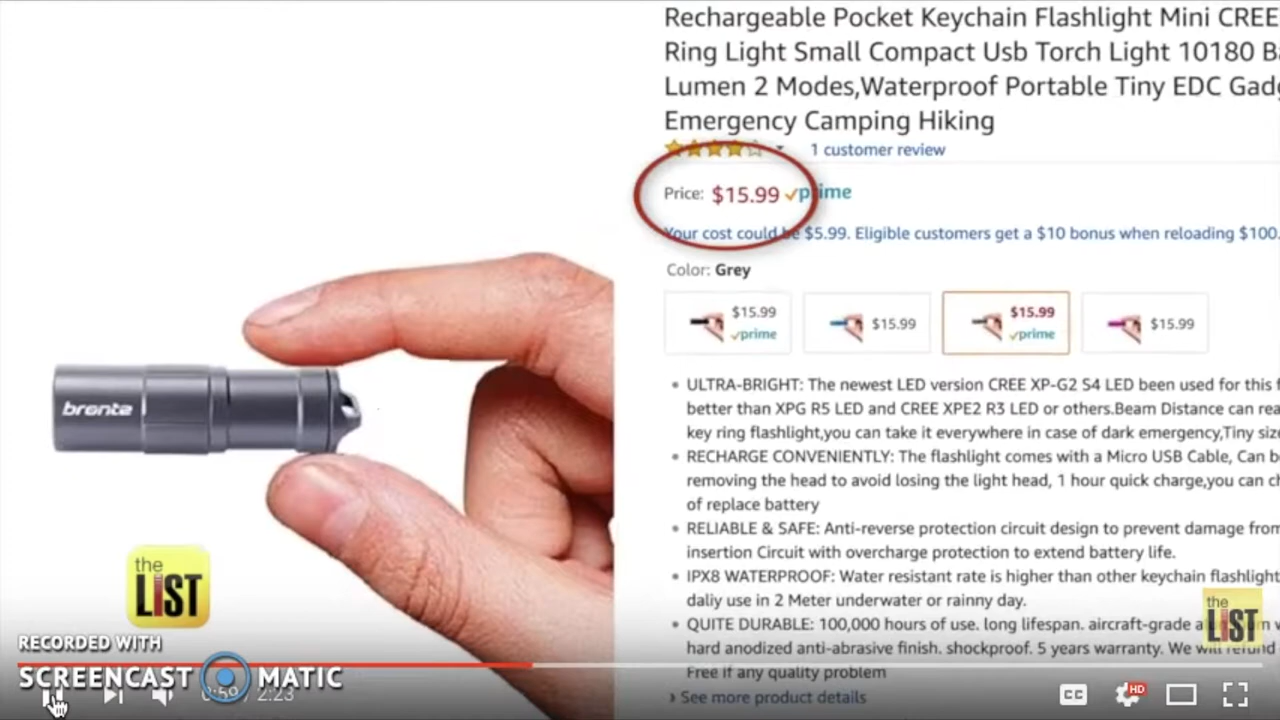 Rechargeable Pocket Keychain Flashlight Mini CREE
Ring Light Small Compact Usb Torch Light 10180 Ba
Lumen 2 Modes,Waterproof Portable Tiny EDC Gadg
Emergency Camping Hiking
1 customer review
Price: $15.99 prime
Your cost could be $5.99. Eligible customers get a $10 bonus when reloading $100.
Color: Grey
$15.99 prime
$15.99
$15.99 prime
$15.99
bronte
• ULTRA-BRIGHT: The newest LED version CREE XP-G2 S4 LED been used for this f
better than XPG R5 LED and CREE XPE2 R3 LED or others.Beam Distance can rea
key ring flashlight,you can take it everywhere in case of dark emergency,Tiny size
• RECHARGE CONVENIENTLY: The flashlight comes with a Micro USB Cable, Can be
removing the head to avoid losing the light head, 1 hour quick charge,you can ch
of replace battery
• RELIABLE & SAFE: Anti-reverse protection circuit design to prevent damage from
insertion Circuit with overcharge protection to extend battery life.
• IPX8 WATERPROOF: Water resistant rate is higher than other keychain flashlight
daliy use in 2 Meter underwater or rainny day.
• QUITE DURABLE: 100,000 hours of use. long lifespan. aircraft-grade w
hard anodized anti-abrasive finish. shockproof. 5 years warranty. We will refund
Free if any quality problem
› See more product details
the
LIST
the
LIST
RECORDED WITH
SCREENCAST MATIC
0:59 / 2:23
CC
HD